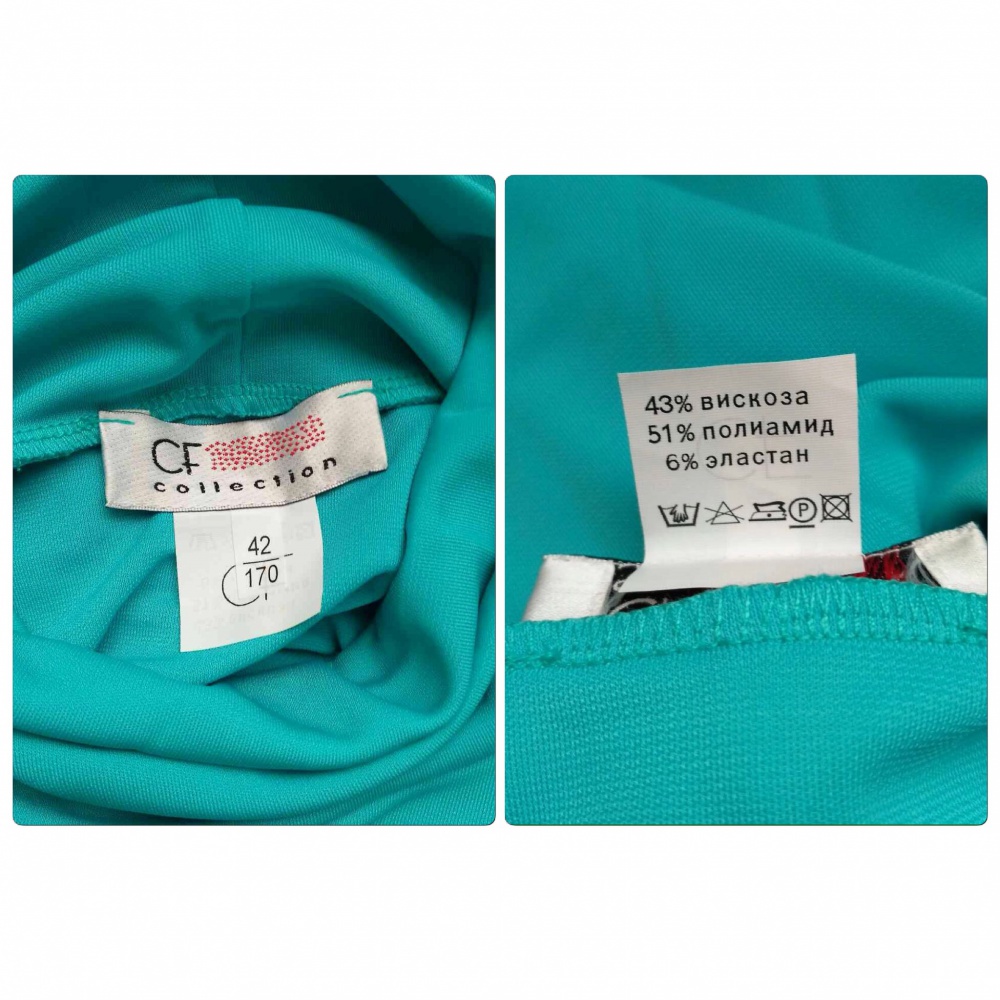 CF
collection
42
170
43% вискоза
51% полиамид
6% эластан
P